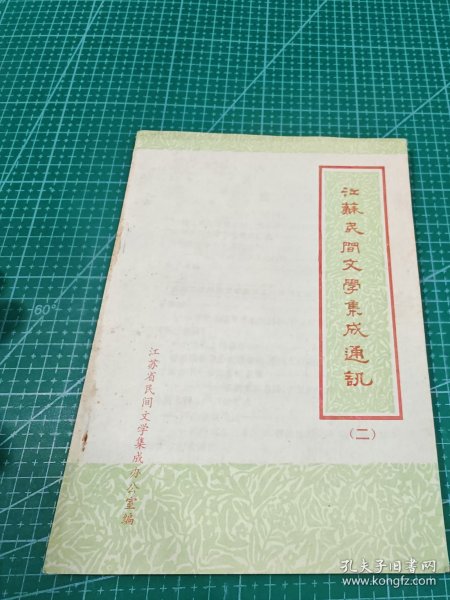 江蘇民間文學集成通訊
（二）
江苏省民间文学集成办公室编
60°
孔夫子旧书网
www.kongfz.com